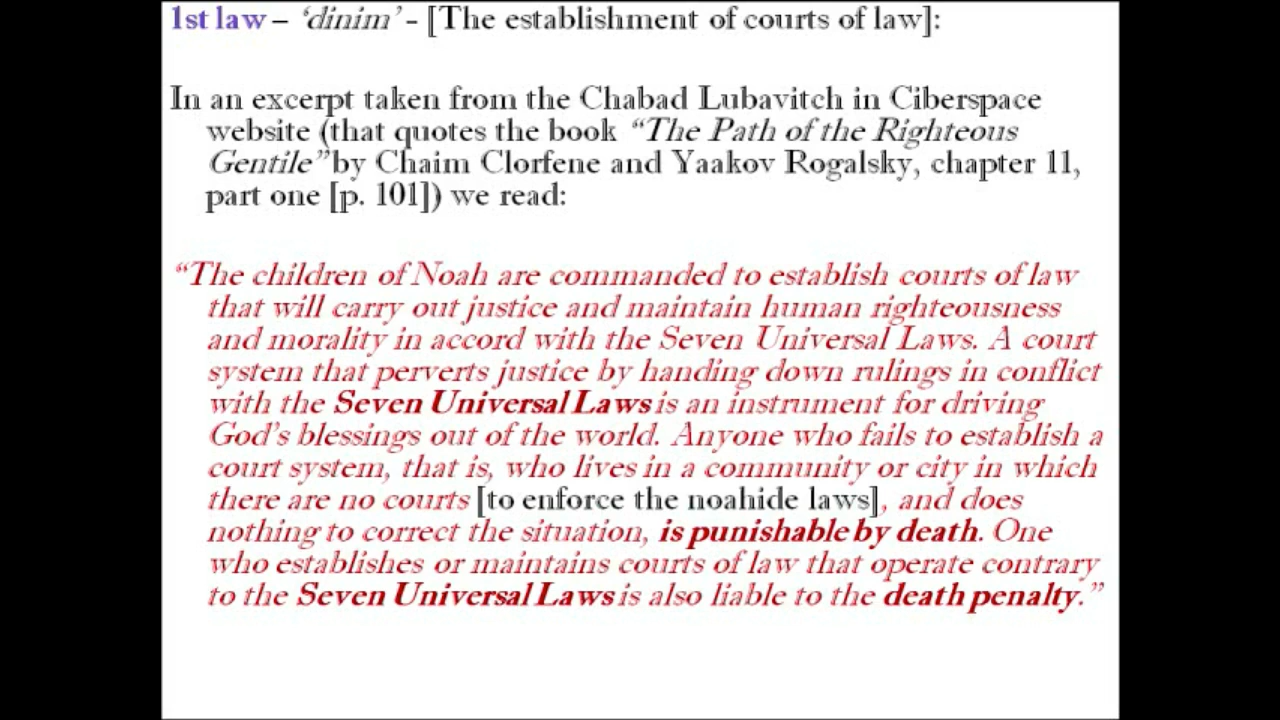 1st law – ‘dinim’ - [The establishment of courts of law]:
In an excerpt taken from the Chabad Lubavitch in Ciberspace
website (that quotes the book “The Path of the Righteous
Gentile” by Chaim Clorfene and Yaakov Rogalsky, chapter 11,
part one [p. 101]) we read:
“The children of Noah are commanded to establish courts of law
that will carry out justice and maintain human righteousness
and morality in accord with the Seven Universal Laws. A court
system that perverts justice by handing down rulings in conflict
with the Seven Universal Laws is an instrument for driving
God’s blessings out of the world. Anyone who fails to establish a
court system, that is, who lives in a community or city in which
there are no courts [to enforce the noahide laws], and does
nothing to correct the situation, is punishable by death. One
who establishes or maintains courts of law that operate contrary
to the Seven Universal Laws is also liable to the death penalty.”